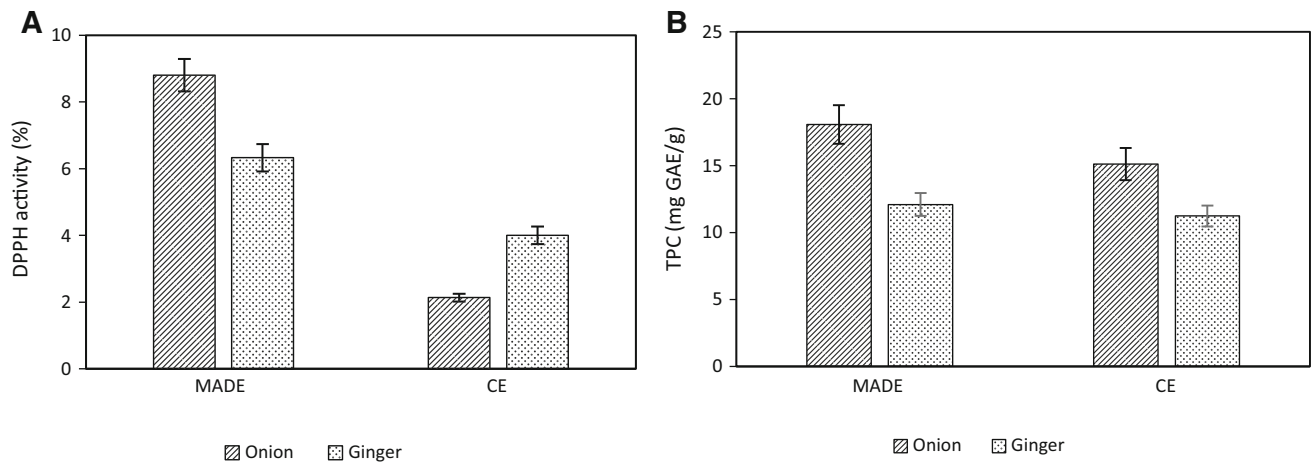 A
DPPH activity (%)
10
8
6
4
2
0
MADE CE
Onion Ginger
B
TPC (mg GAE/g)
25
20
15
10
5
0
MADE CE
Onion Ginger